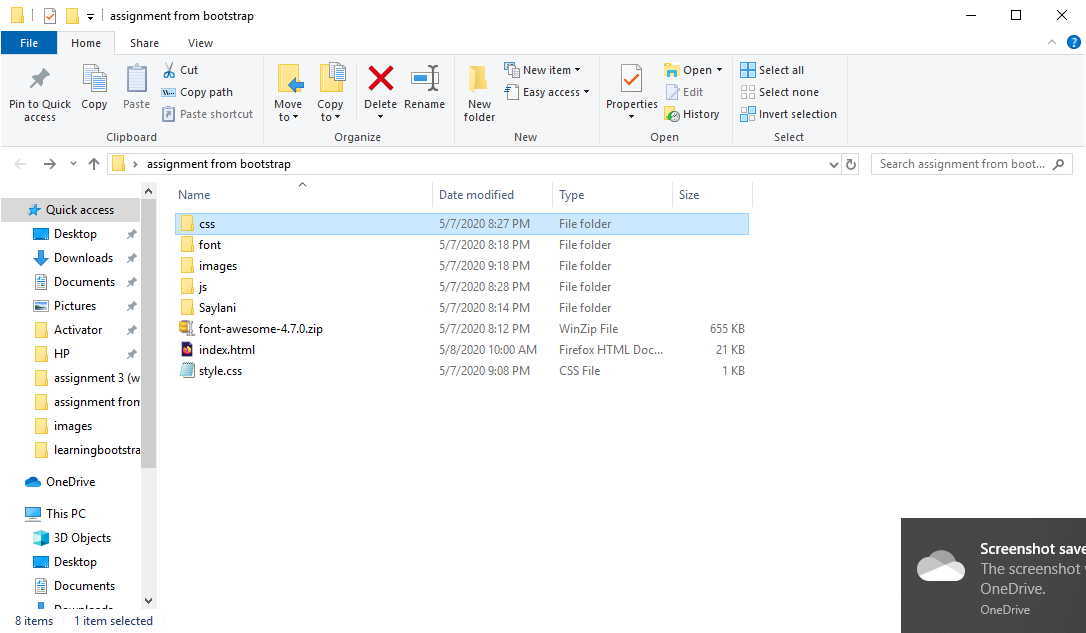 assignment from bootstrap
File Home Share View
Pin to Quick access
Copy
Paste
Cut
Copy path
Paste shortcut
Clipboard
Move to
Copy to
Delete
Rename
Organize
New folder
New item
Easy access
New
Properties
Open
Edit
History
Open
Select all
Select none
Invert selection
Select
assignment from bootstrap
Search assignment from boot...
Name Date modified Type Size
Quick access
Desktop
Downloads
Documents
Pictures
Activator
HP
assignment 3 (w
assignment from
images
learningbootstra
OneDrive
This PC
3D Objects
Desktop
Documents
Downloads
css 5/7/2020 8:27 PM File folder
font 5/7/2020 8:18 PM File folder
images 5/7/2020 9:18 PM File folder
js 5/7/2020 8:28 PM File folder
Saylani 5/7/2020 8:14 PM File folder
font-awesome-4.7.0.zip 5/7/2020 8:12 PM WinZip File 655 KB
index.html 5/8/2020 10:00 AM Firefox HTML Doc... 21 KB
style.css 5/7/2020 9:08 PM CSS File 1 KB
Screenshot save
The screenshot
OneDrive.
OneDrive
8 items 1 item selected